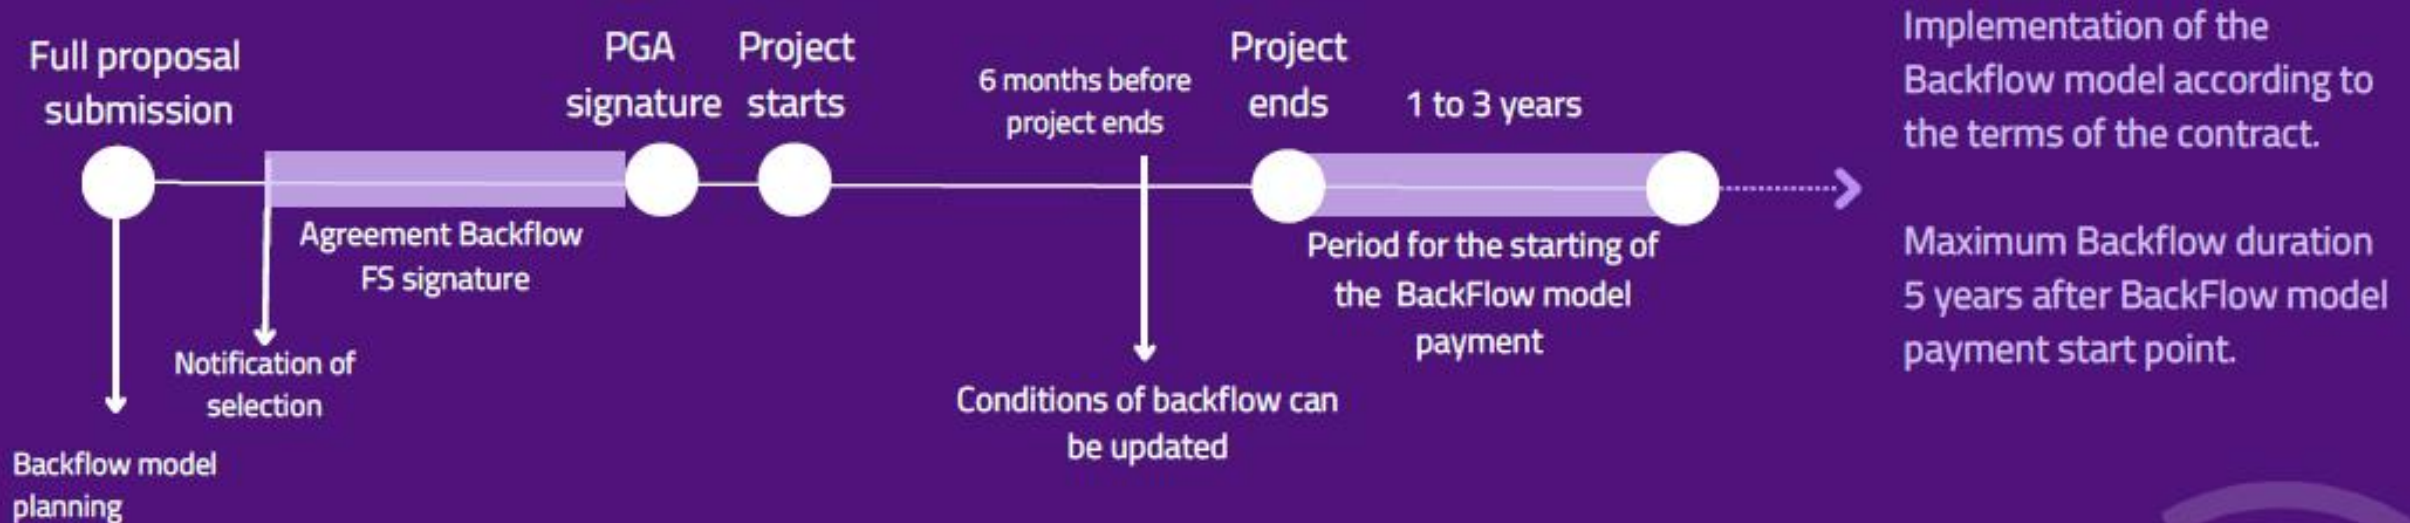 Full proposal
submission
PGA
signature
Project
starts
6 months before
project ends
Project
ends
1 to 3 years
Agreement Backflow
FS signature
Notification of
selection
Backflow model
planning
Conditions of backflow can
be updated
Period for the starting of
the BackFlow model
payment
Implementation of the
Backflow model according to
the terms of the contract.
Maximum Backflow duration
5 years after BackFlow model
payment start point.